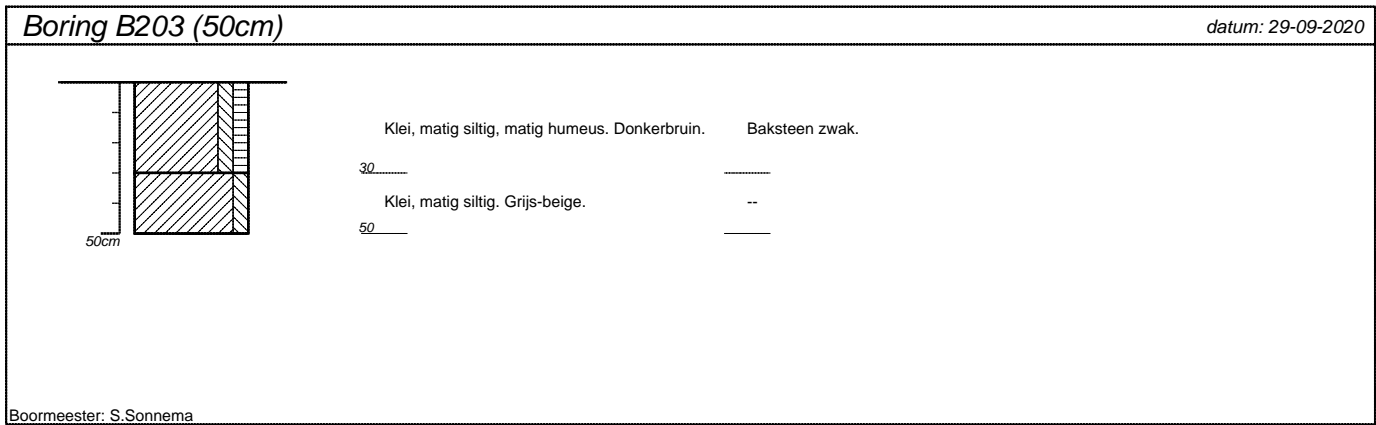 Boring B203 (50cm)
datum: 29-09-2020
Klei, matig siltig, matig humeus. Donkerbruin.
Baksteen zwak.
30
Klei, matig siltig. Grijs-beige.
--
50
50cm
Boormeester: S.Sonnema